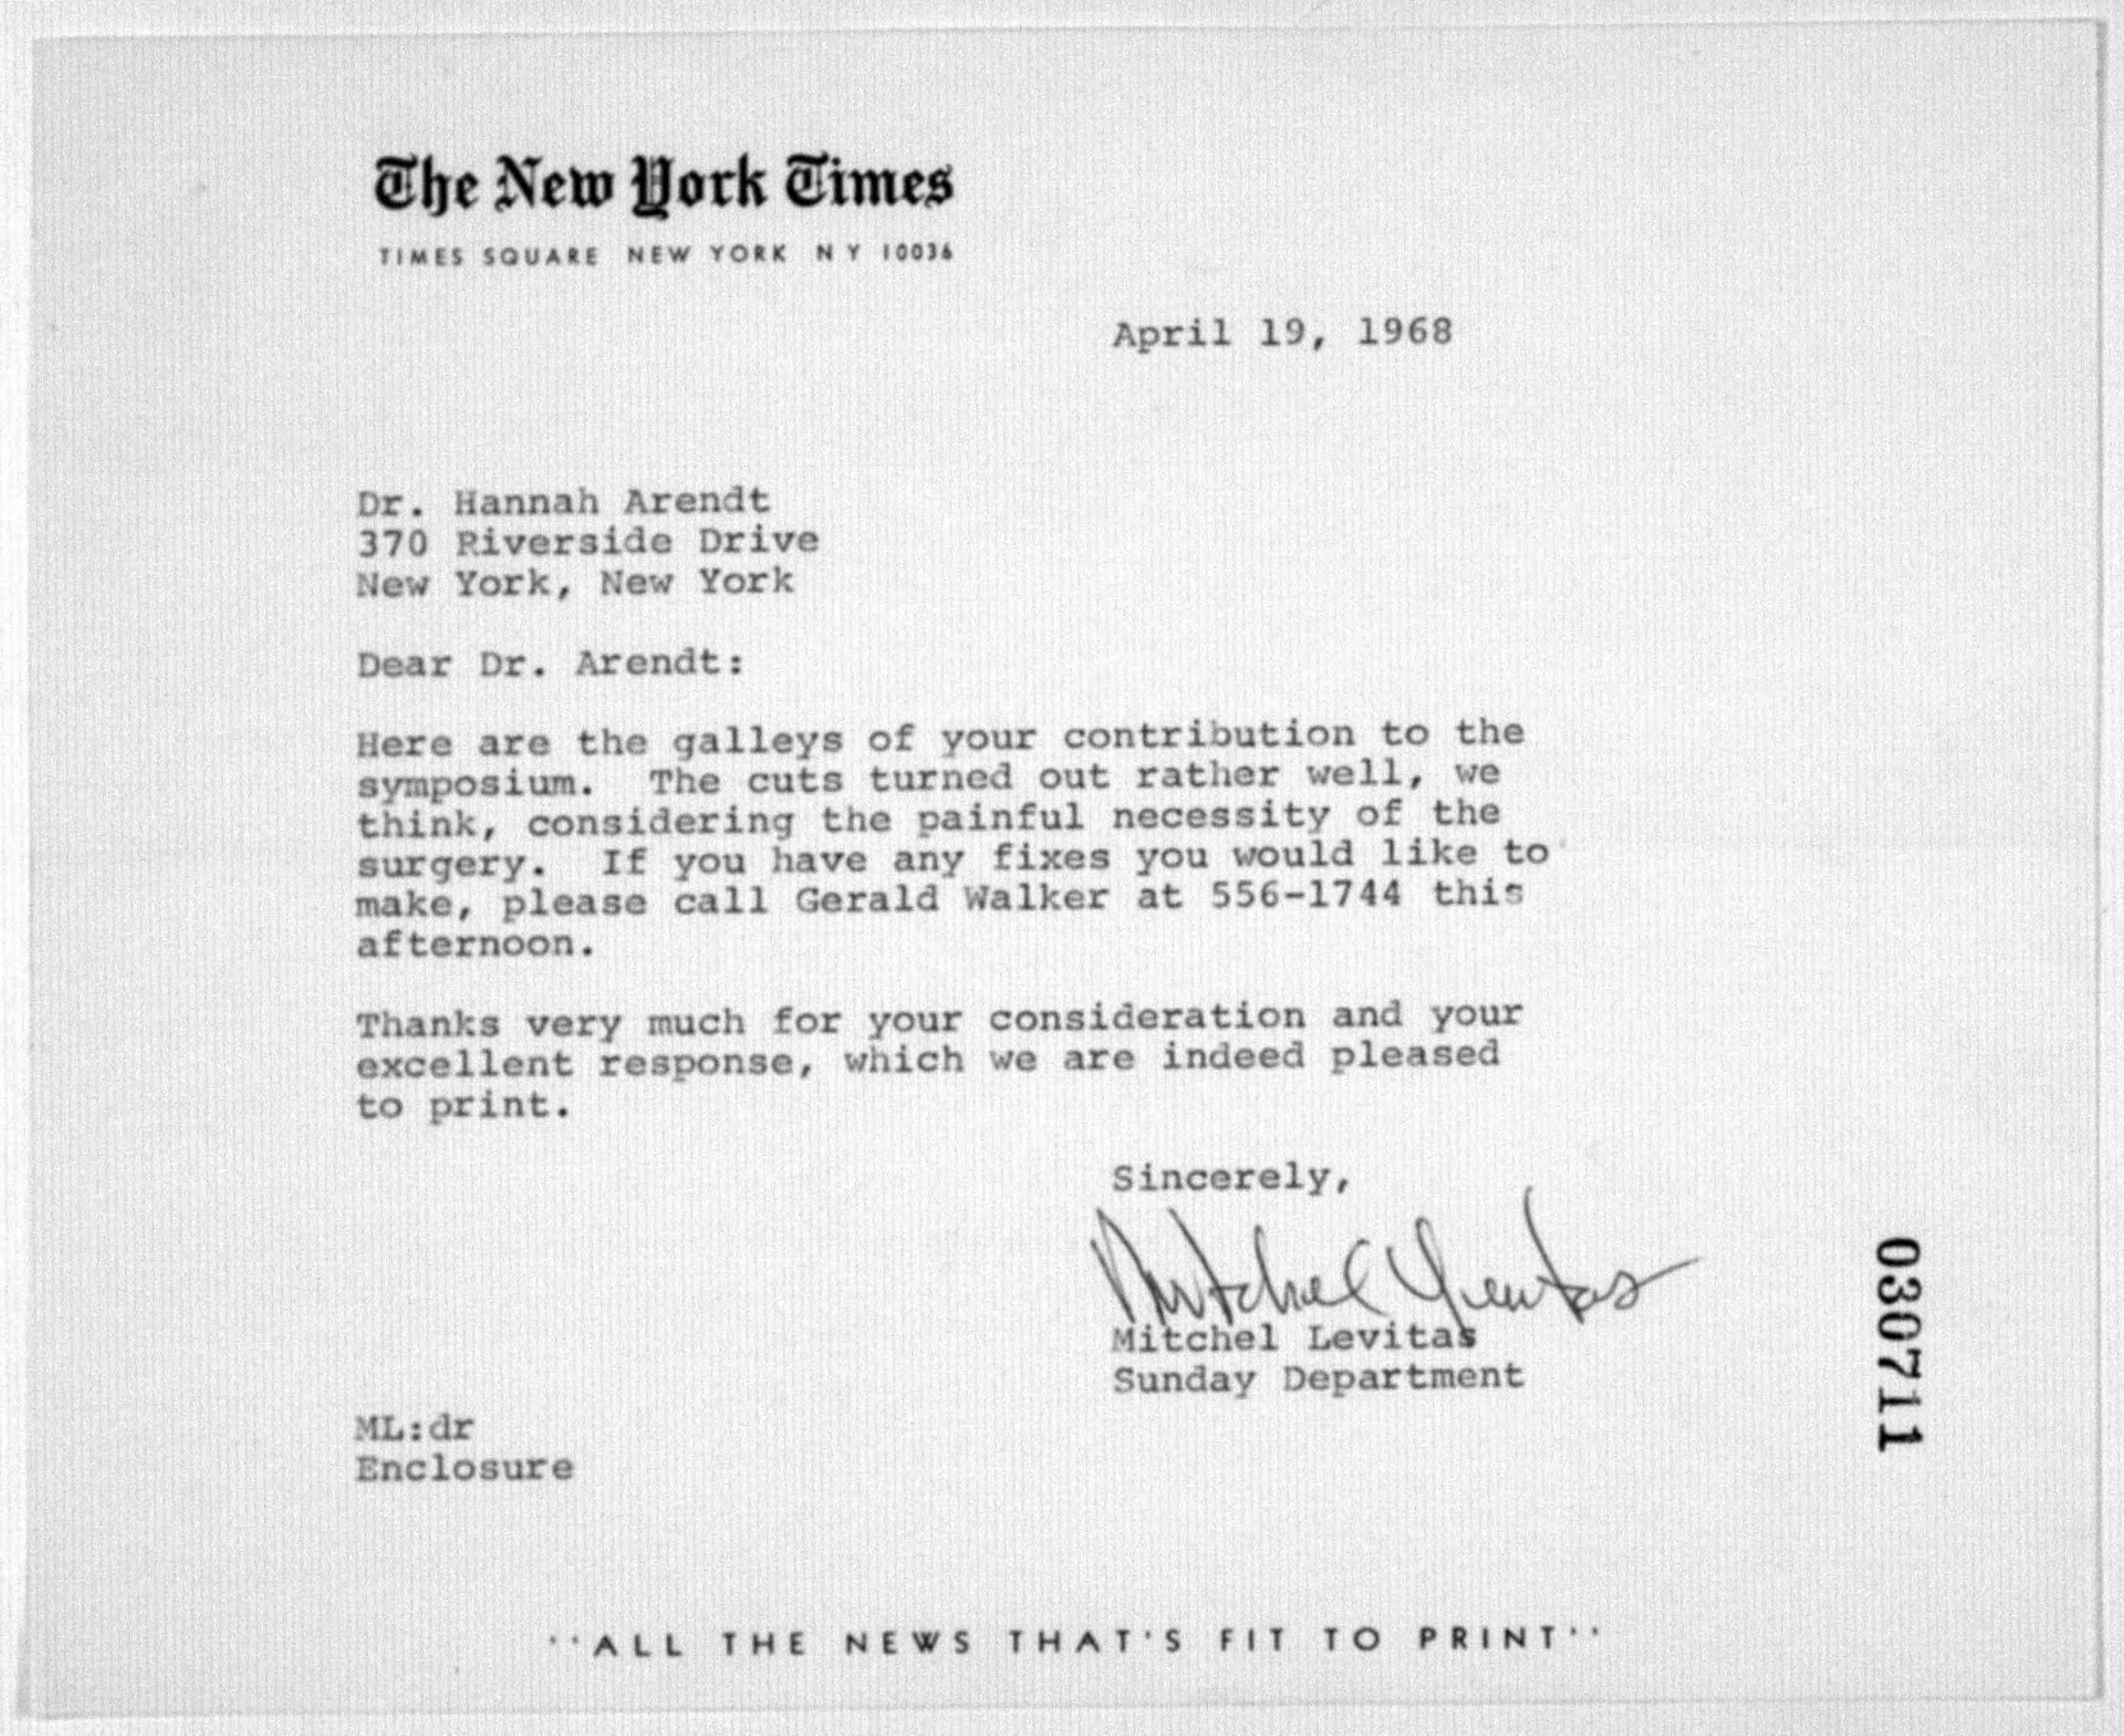 The New York Times
TIMES SQUARE NEW YORK N Y 10036
April 19, 1968
Dr. Hannah Arendt
370 Riverside Drive
New York, New York
Dear Dr. Arendt:
Here are the galleys of your contribution to the
symposium. The cuts turned out rather well, we
think, considering the painful necessity of the
surgery. If you have any fixes you would like to
make, please call Gerald Walker at 556-1744 this
afternoon.
Thanks very much for your consideration and your
excellent response, which we are indeed pleased
to print.
Sincerely,
Mitchel Levitas
Mitchel Levitas
Sunday Department
ML:dr
Enclosure
030711
"ALL THE NEWS THAT'S FIT TO PRINT"